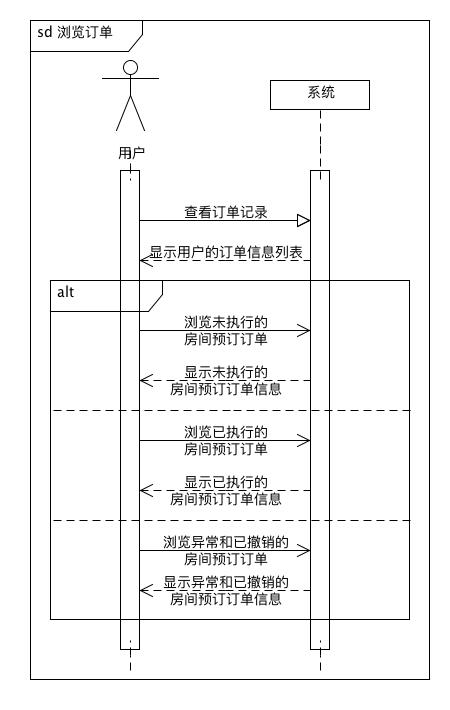 sd 浏览订单
系统
用户
查看订单记录
显示用户的订单信息列表
alt
浏览未执行的
房间预订订单
显示未执行的
房间预订订单信息
浏览已执行的
房间预订订单
显示已执行的
房间预订订单信息
浏览异常和已撤销的
房间预订订单
显示异常和已撤销的
房间预订订单信息